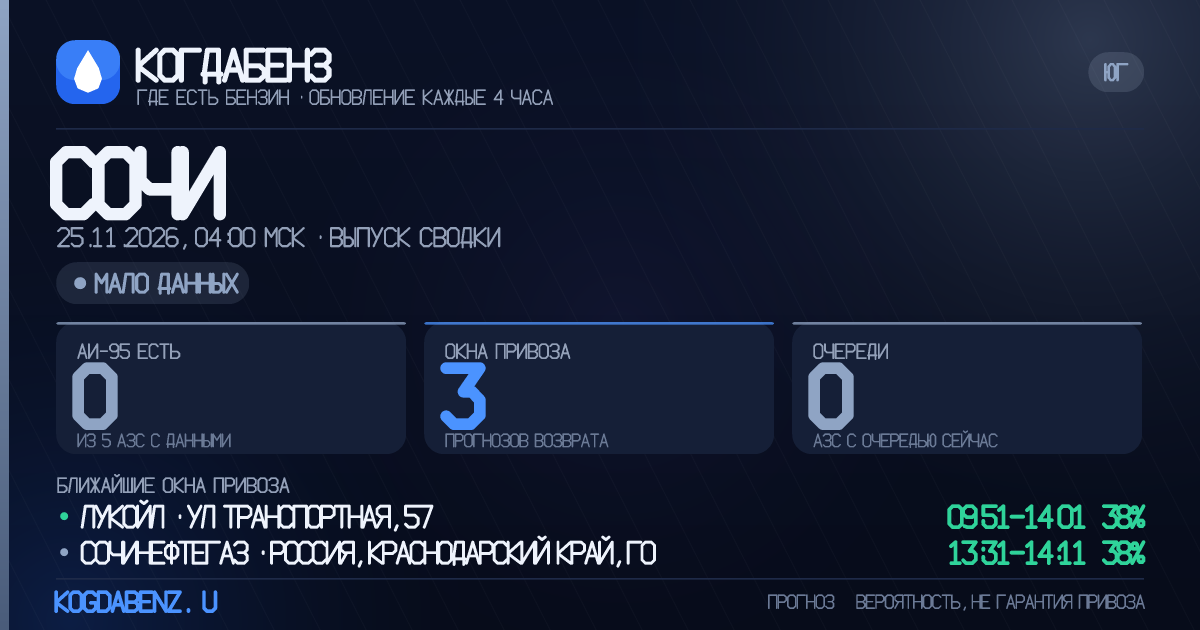 КОГДАБЕНЗ
ГДЕ ЕСТЬ БЕНЗИН · ОБНОВЛЕНИЕ КАЖДЫЕ 4 ЧАСА
ЮГ
СОЧИ
25.11.2026, 04:00 МСК · ВЫПУСК СВОДКИ
МАЛО ДАННЫХ
АИ-95 ЕСТЬ
0
ИЗ 5 АЗС С ДАННЫМИ
ОКНА ПРИВОЗА
3
ПРОГНОЗОВ ВОЗВРАТА
ОЧЕРЕДИ
0
АЗС С ОЧЕРЕДЬЮ СЕЙЧАС
БЛИЖАЙШИЕ ОКНА ПРИВОЗА
• ЛУКОЙЛ · УЛ ТРАНСПОРТНАЯ, 57 09:51-14:01 38%
• СОЧИНЕФТЕГАЗ · РОССИЯ, КРАСНОДАРСКИЙ КРАЙ, ГО 13:31-14:11 38%
KOGDABENZ. U
ПРОГНОЗ ВЕРОЯТНОСТЬ, НЕ ГАРАНТИЯ ПРИВОЗА